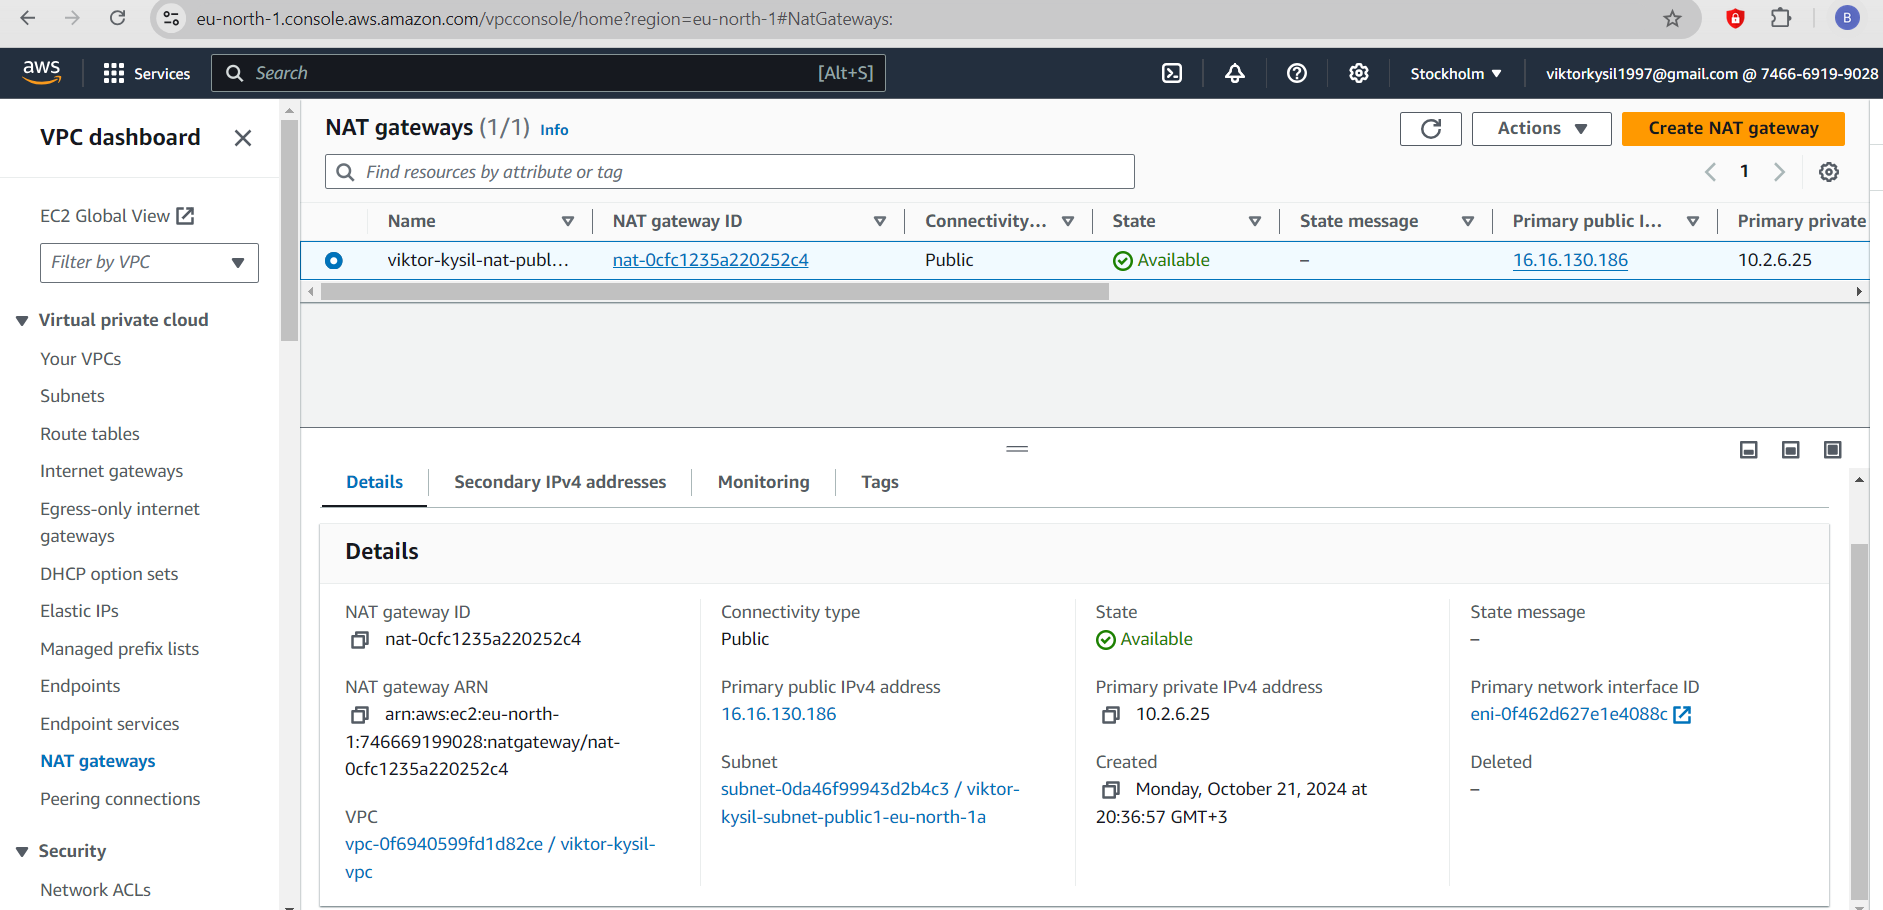 eu-north-1.console.aws.amazon.com/vpcconsole/home?region=eu-north-1#NatGateways:
B
aws
Services
Search
[Alt+S]
Stockholm
viktorkysil1997@gmail.com @ 7466-6919-9028
VPC dashboard
EC2 Global View
Filter by VPC
Virtual private cloud
Your VPCs
Subnets
Route tables
Internet gateways
Egress-only internet
gateways
DHCP option sets
Elastic IPs
Managed prefix lists
Endpoints
Endpoint services
NAT gateways
Peering connections
Security
Network ACLs
NAT gateways (1/1) Info
Actions
Create NAT gateway
Find resources by attribute or tag
1
Name
NAT gateway ID
Connectivity...
State
State message
Primary public I...
Primary private
viktor-kysil-nat-publ...
nat-0cfc1235a220252c4
Public
Available
–
16.16.130.186
10.2.6.25
Details
Secondary IPv4 addresses
Monitoring
Tags
Details
NAT gateway ID
nat-0cfc1235a220252c4
Connectivity type
Public
State
Available
State message
–
NAT gateway ARN
arn:aws:ec2:eu-north-
1:746669199028:natgateway/nat-
0cfc1235a220252c4
Primary public IPv4 address
16.16.130.186
Primary private IPv4 address
10.2.6.25
Primary network interface ID
eni-0f462d627e1e4088c
VPC
vpc-0f6940599fd1d82ce / viktor-kysil-
vpc
Subnet
subnet-0da46f99943d2b4c3 / viktor-
kysil-subnet-public1-eu-north-1a
Created
Monday, October 21, 2024 at
20:36:57 GMT+3
Deleted
–